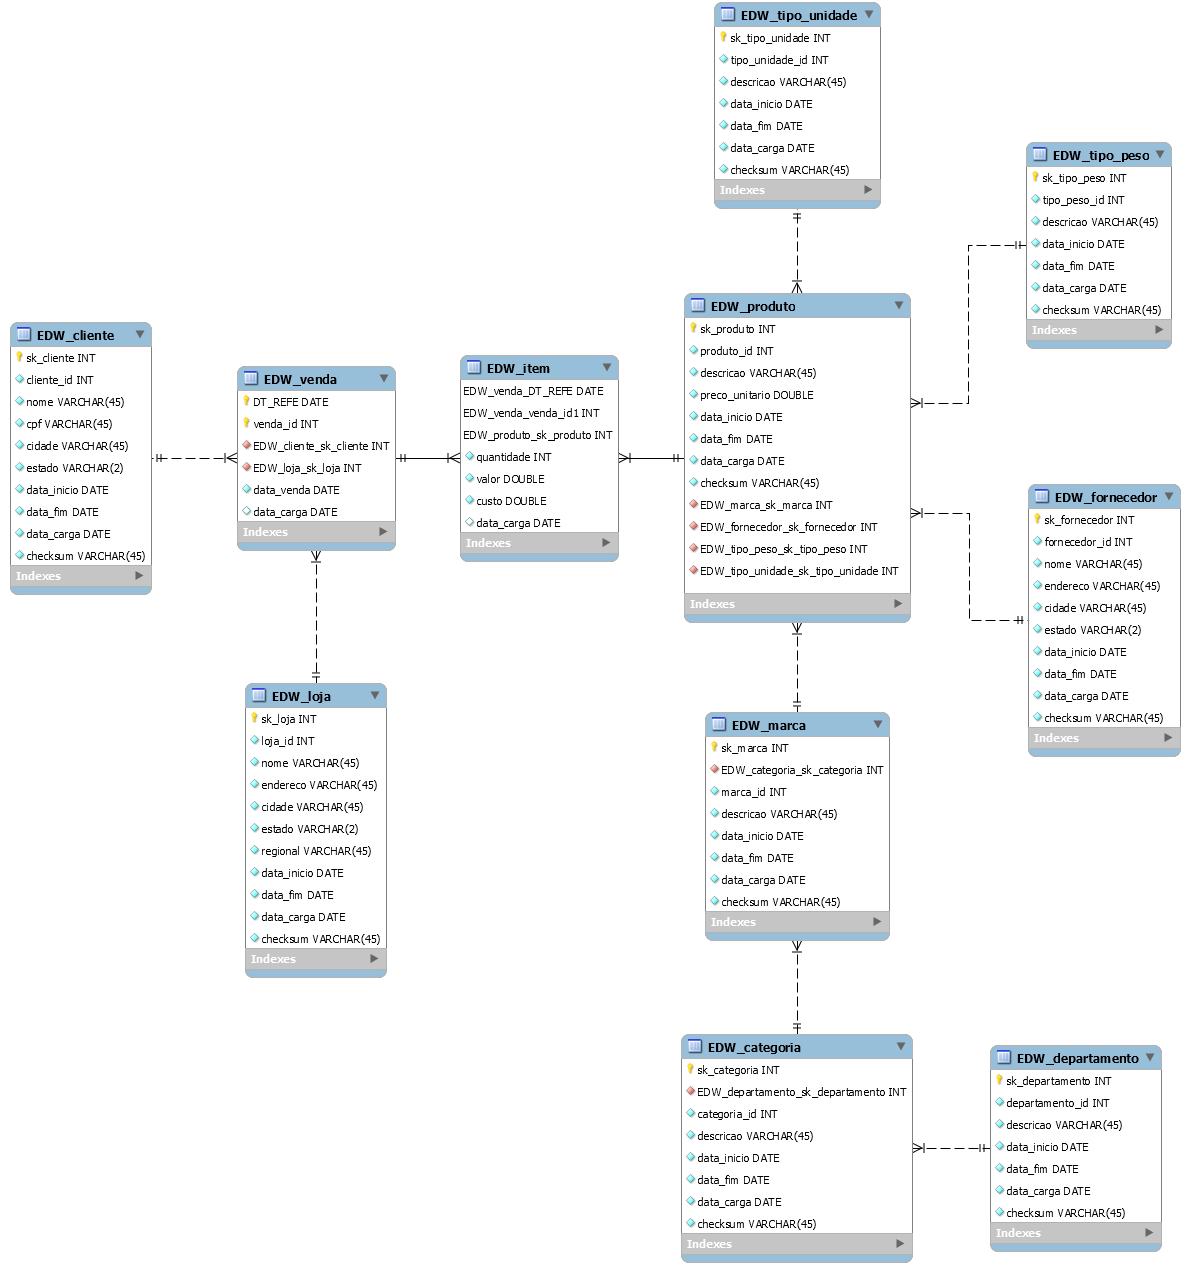 EDW_tipo_unidade
sk_tipo_unidade INT
tipo_unidade_id INT
descricao VARCHAR(45)
data_inicio DATE
data_fim DATE
data_carga DATE
checksum VARCHAR(45)
Indexes
EDW_tipo_peso
sk_tipo_peso INT
tipo_peso_id INT
descricao VARCHAR(45)
data_inicio DATE
data_fim DATE
data_carga DATE
checksum VARCHAR(45)
Indexes
EDW_cliente
sk_cliente INT
cliente_id INT
nome VARCHAR(45)
cpf VARCHAR(45)
cidade VARCHAR(45)
estado VARCHAR(2)
data_inicio DATE
data_fim DATE
data_carga DATE
checksum VARCHAR(45)
Indexes
EDW_venda
DT_REFE DATE
venda_id INT
EDW_cliente_sk_cliente INT
EDW_loja_sk_loja INT
data_venda DATE
data_carga DATE
Indexes
EDW_item
EDW_venda_DT_REFE DATE
EDW_venda_venda_id1 INT
EDW_produto_sk_produto INT
quantidade INT
valor DOUBLE
custo DOUBLE
data_carga DATE
Indexes
EDW_produto
sk_produto INT
produto_id INT
descricao VARCHAR(45)
preco_unitario DOUBLE
data_inicio DATE
data_fim DATE
data_carga DATE
checksum VARCHAR(45)
EDW_marca_sk_marca INT
EDW_fornecedor_sk_fornecedor INT
EDW_tipo_peso_sk_tipo_peso INT
EDW_tipo_unidade_sk_tipo_unidade INT
Indexes
EDW_fornecedor
sk_fornecedor INT
fornecedor_id INT
nome VARCHAR(45)
endereco VARCHAR(45)
cidade VARCHAR(45)
estado VARCHAR(2)
data_inicio DATE
data_fim DATE
data_carga DATE
checksum VARCHAR(45)
Indexes
EDW_loja
sk_loja INT
loja_id INT
nome VARCHAR(45)
endereco VARCHAR(45)
cidade VARCHAR(45)
estado VARCHAR(2)
regional VARCHAR(45)
data_inicio DATE
data_fim DATE
data_carga DATE
checksum VARCHAR(45)
Indexes
EDW_marca
sk_marca INT
EDW_categoria_sk_categoria INT
marca_id INT
descricao VARCHAR(45)
data_inicio DATE
data_fim DATE
data_carga DATE
checksum VARCHAR(45)
Indexes
EDW_categoria
sk_categoria INT
EDW_departamento_sk_departamento INT
categoria_id INT
descricao VARCHAR(45)
data_inicio DATE
data_fim DATE
data_carga DATE
checksum VARCHAR(45)
Indexes
EDW_departamento
sk_departamento INT
departamento_id INT
descricao VARCHAR(45)
data_inicio DATE
data_fim DATE
data_carga DATE
checksum VARCHAR(45)
Indexes